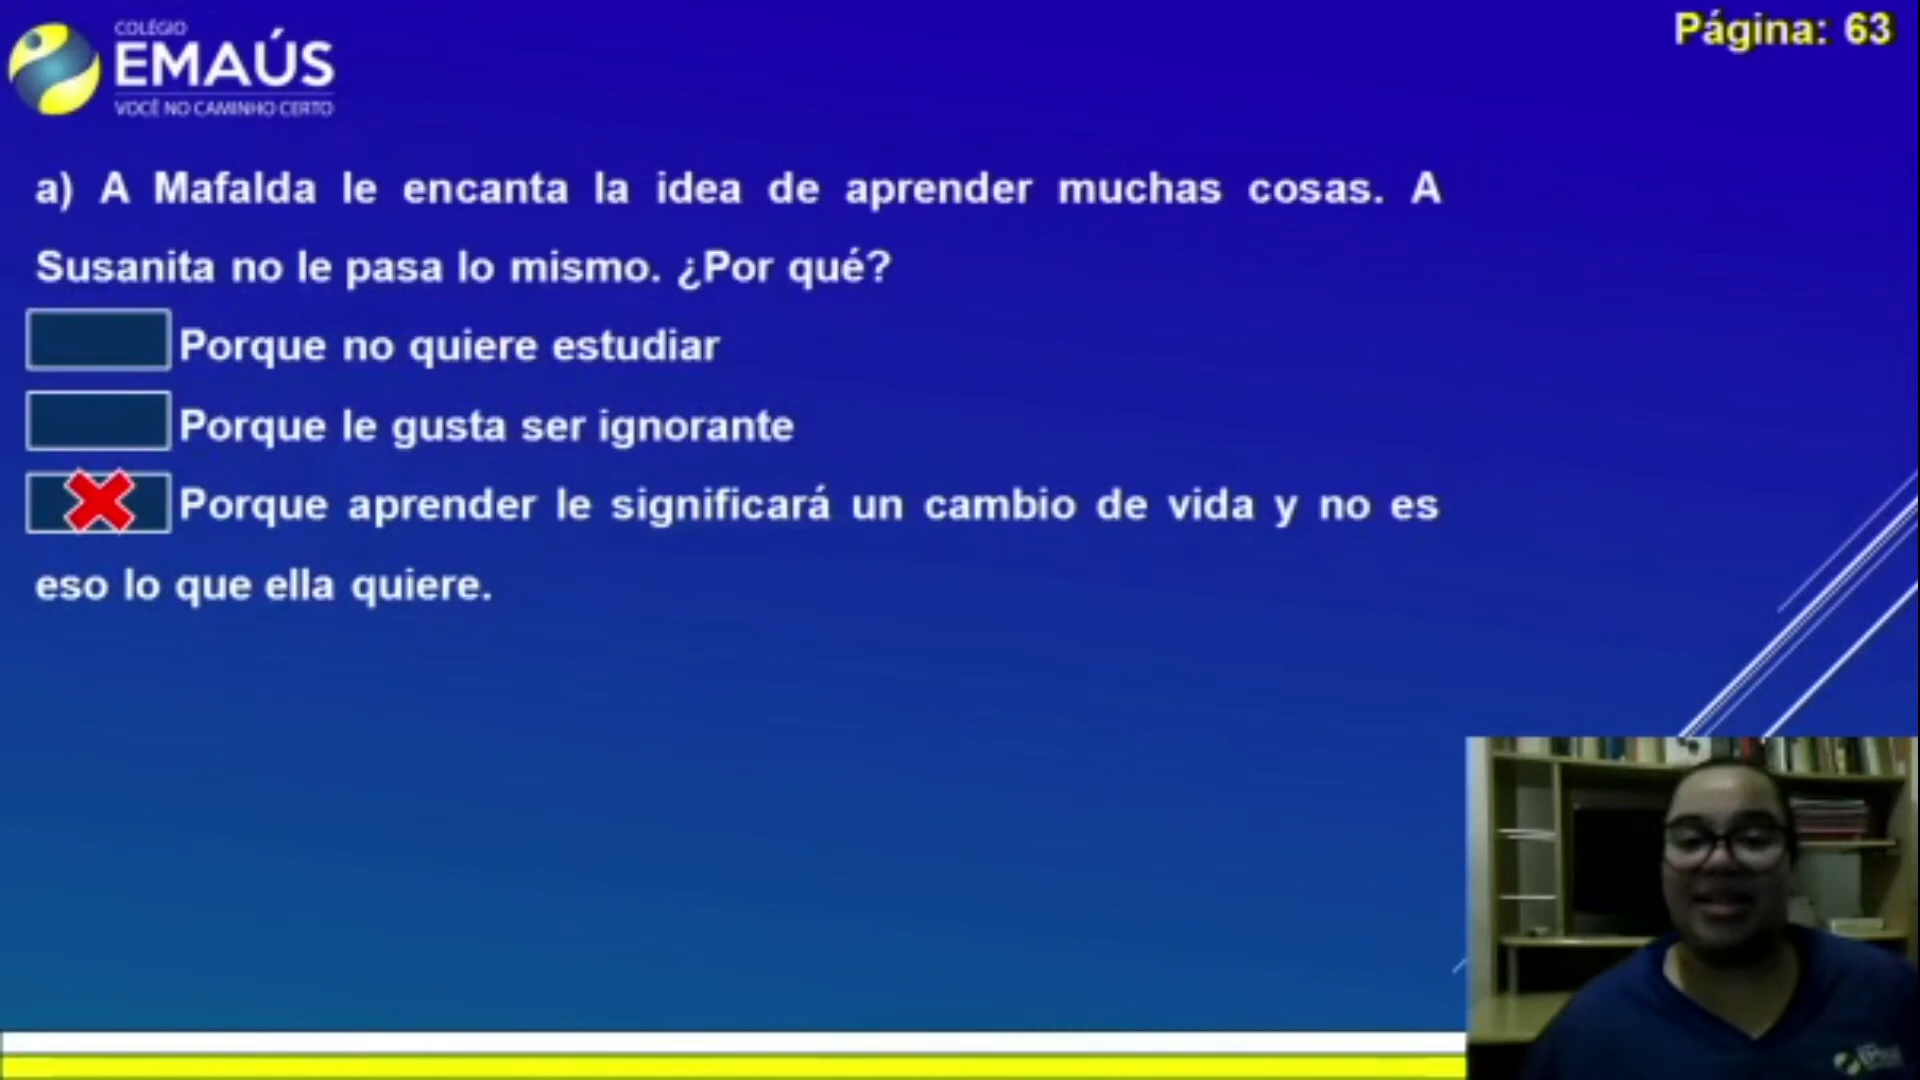 COLÉGIO
EMAÚS
VOCÊ NO CAMINHO CERTO
Página: 63
a) A Mafalda le encanta la idea de aprender muchas cosas. A
Susanita no le pasa lo mismo. ¿Por qué?
Porque no quiere estudiar
Porque le gusta ser ignorante
Porque aprender le significará un cambio de vida y no es
eso lo que ella quiere.